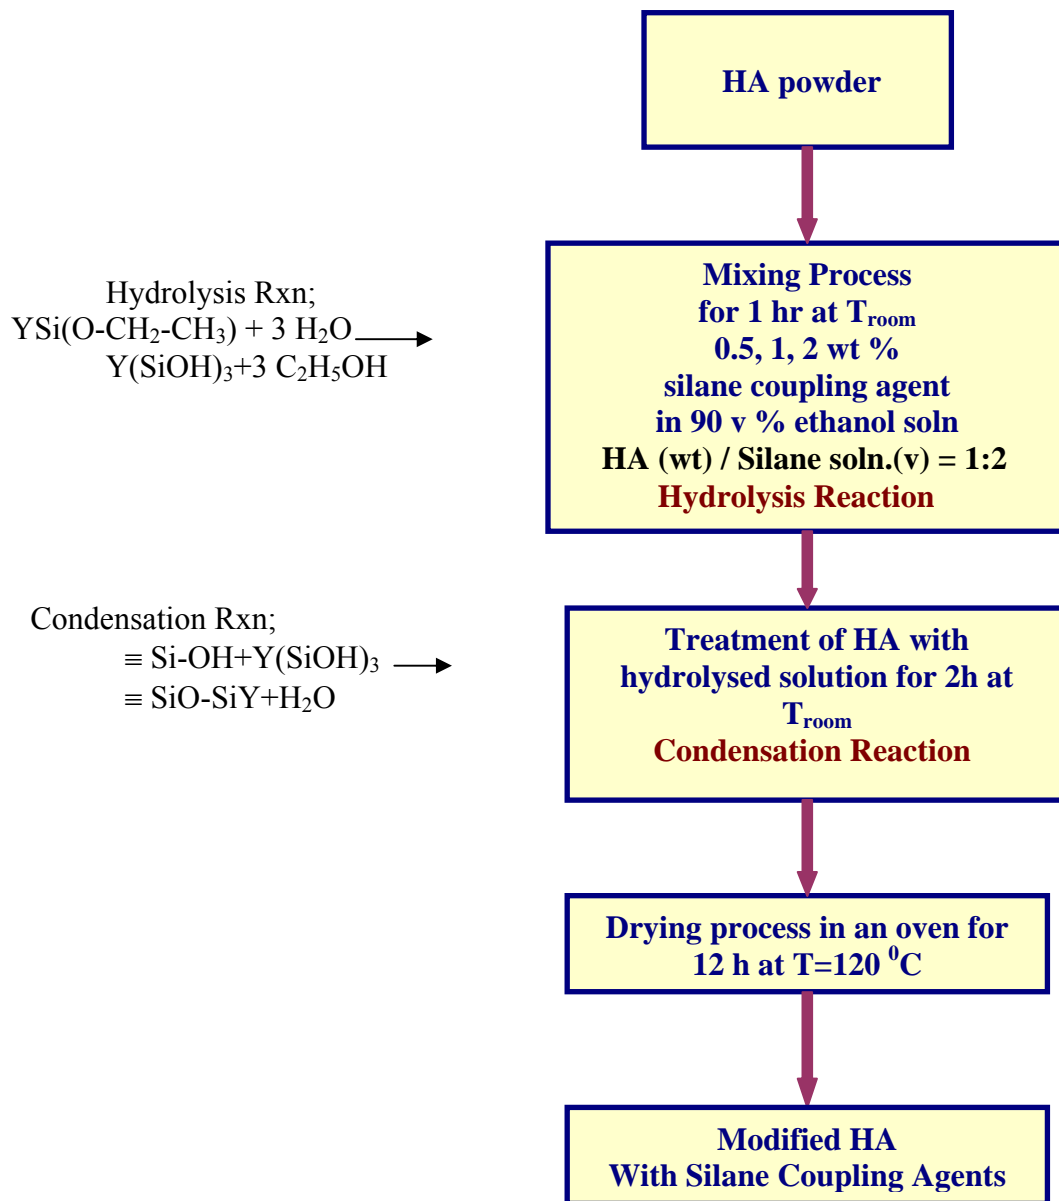 HA powder
Hydrolysis Rxn;
YSi(O-CH₂-CH₃) + 3 H₂O
Y(SiOH)₃+3 C₂H₅OH
Mixing Process
for 1 hr at Tᵣₒₒₘ
0.5, 1, 2 wt %
silane coupling agent
in 90 v % ethanol soln
HA (wt) / Silane soln.(v) = 1:2
Hydrolysis Reaction
Condensation Rxn;
≡ Si-OH+Y(SiOH)₃
≡ SiO-SiY+H₂O
Treatment of HA with
hydrolysed solution for 2h at
Tᵣₒₒₘ
Condensation Reaction
Drying process in an oven for
12 h at T=120 ⁰C
Modified HA
With Silane Coupling Agents